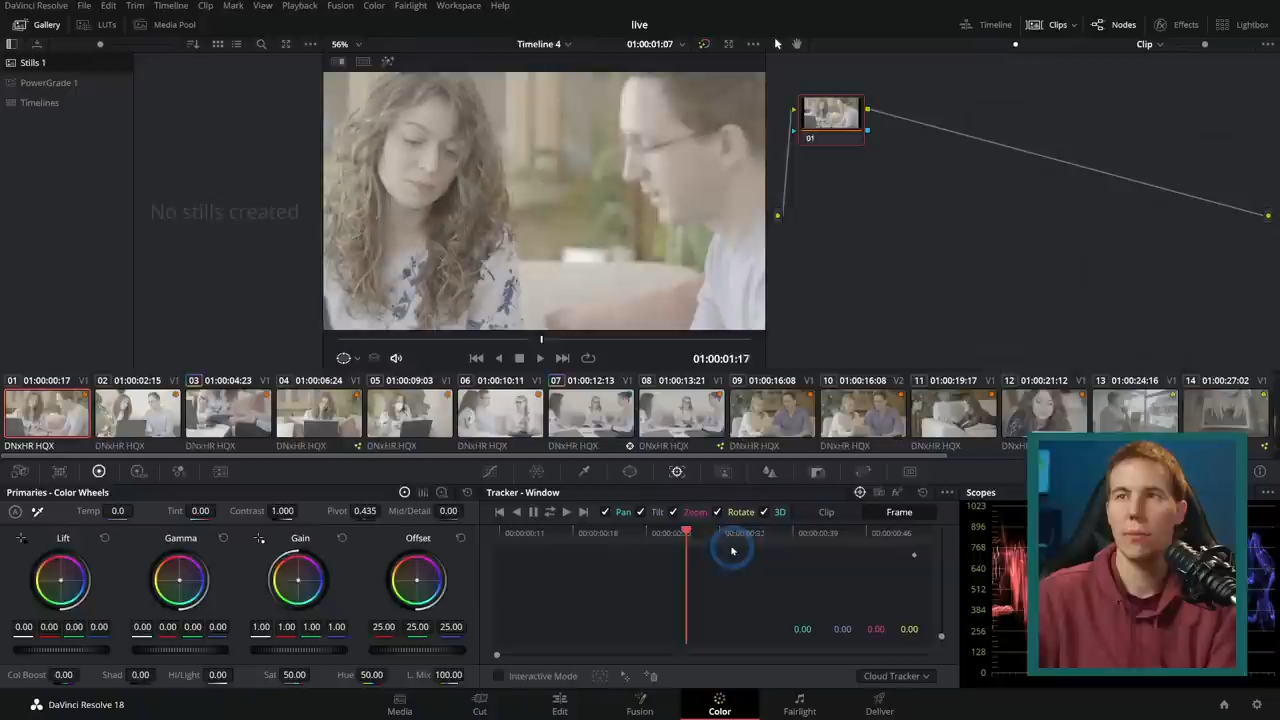 DaVinci Resolve File Edit Trim Timeline Clip Mark View Playback Fusion Color Fairlight Workspace Help
Gallery LUTs Media Pool live Timeline Clips Nodes Effects Lightbox
56% Timeline 4 01:00:01:07 Clip
Stills 1
PowerGrade 1
Timelines
01
No stills created
01:00:01:17
01 01:00:00:17 V1 02 01:00:02:15 V1 03 01:00:04:23 V1 04 01:00:06:24 V1 05 01:00:09:03 V1 06 01:00:10:11 V1 07 01:00:12:13 V1 08 01:00:13:21 V1 09 01:00:16:08 V1 10 01:00:16:08 V2 11 01:00:19:17 V1 12 01:00:21:12 V1 13 01:00:24:16 V1 14 01:00:27:02 V1
DNxHR HQX DNxHR HQX DNxHR HQX DNxHR HQX DNxHR HQX DNxHR HQX DNxHR HQX DNxHR HQX DNxHR HQX DNxHR HQX DNxHR HQX
Primaries - Color Wheels Tracker - Window Scopes
Temp 0.0 Tint 0.00 Contrast 1.000 Pivot 0.435 Mid/Detail 0.00 Pan Tilt Zoom Rotate 3D Clip Frame 1023
00:00:00:11 00:00:00:18 00:00:00:39 00:00:00:46 896
Lift Gamma Gain Offset
768
640
512
384
0.00 0.00 0.00 0.00 0.00 0.00 0.00 0.00 1.00 1.00 1.00 1.00 25.00 25.00 25.00 0.00 0.00 0.00 0.00 256
128
Col Boost 0.00 Shad 0.00 Hi/Light 0.00 Sat 50.00 Hue 50.00 L. Mix 100.00 Interactive Mode Cloud Tracker 0
DaVinci Resolve 18 Media Cut Edit Fusion Color Fairlight Deliver